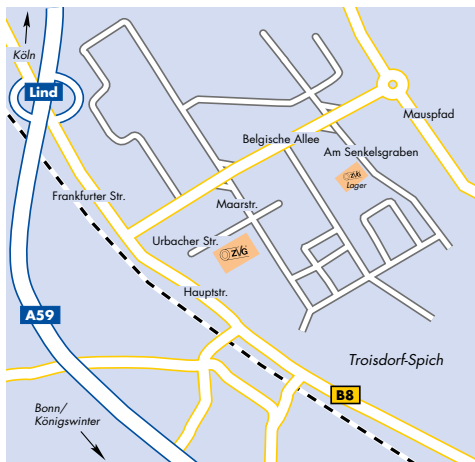 Köln
Lind
Mauspfad
Belgische Allee
Am Senkelsgraben
ZVG
Lager
Frankfurter Str.
Maarstr.
Urbacher Str.
ZVG
Hauptstr.
A59
Troisdorf-Spich
B8
Bonn/
Königswinter